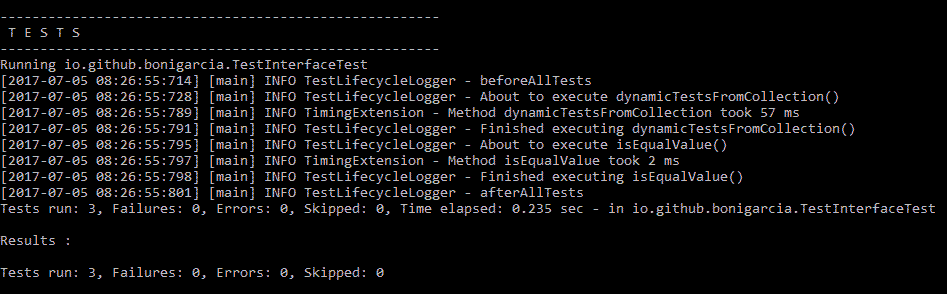 -------------------------------------------------------
 T E S T S
-------------------------------------------------------
Running io.github.bonigarcia.TestInterfaceTest
[2017-07-05 08:26:55:714] [main] INFO TestLifecycleLogger - beforeAllTests
[2017-07-05 08:26:55:728] [main] INFO TestLifecycleLogger - About to execute dynamicTestsFromCollection()
[2017-07-05 08:26:55:789] [main] INFO TimingExtension - Method dynamicTestsFromCollection took 57 ms
[2017-07-05 08:26:55:791] [main] INFO TestLifecycleLogger - Finished executing dynamicTestsFromCollection()
[2017-07-05 08:26:55:795] [main] INFO TestLifecycleLogger - About to execute isEqualValue()
[2017-07-05 08:26:55:797] [main] INFO TimingExtension - Method isEqualValue took 2 ms
[2017-07-05 08:26:55:798] [main] INFO TestLifecycleLogger - Finished executing isEqualValue()
[2017-07-05 08:26:55:801] [main] INFO TestLifecycleLogger - afterAllTests
Tests run: 3, Failures: 0, Errors: 0, Skipped: 0, Time elapsed: 0.235 sec - in io.github.bonigarcia.TestInterfaceTest

Results :

Tests run: 3, Failures: 0, Errors: 0, Skipped: 0